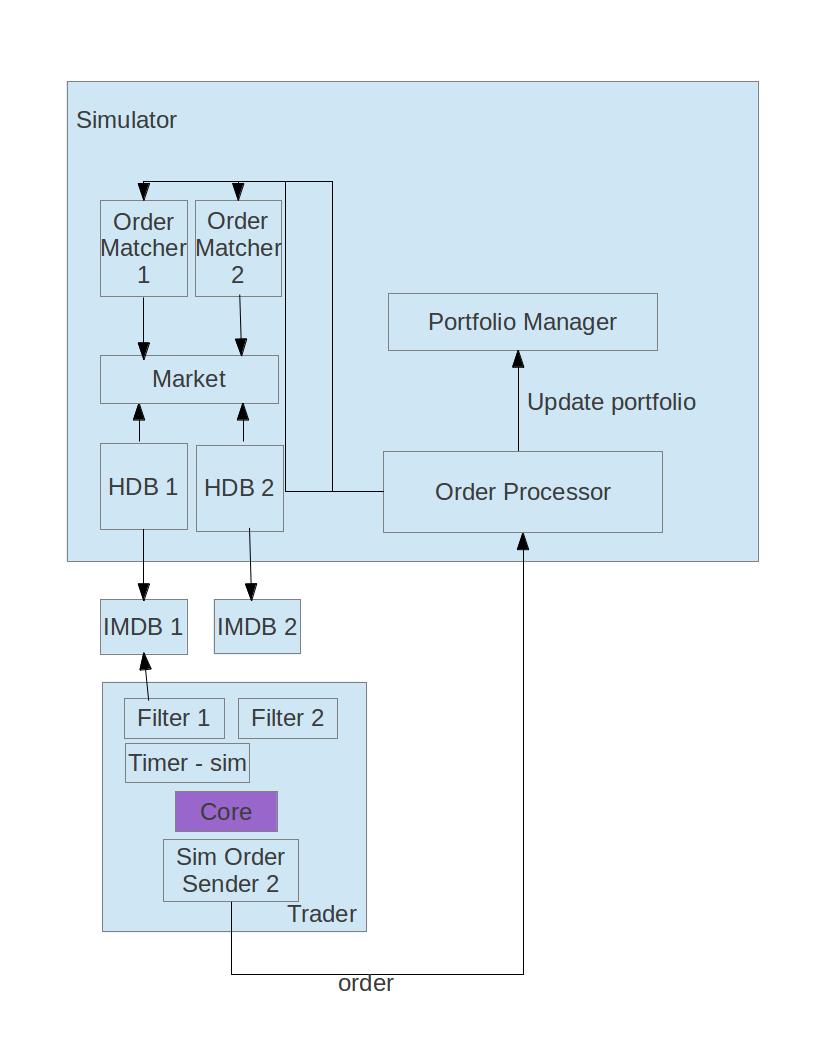 Simulator
Order
Matcher
1
Order
Matcher
2
Portfolio Manager
Market
Update portfolio
HDB 1
HDB 2
Order Processor
IMDB 1
IMDB 2
Filter 1
Filter 2
Timer - sim
Core
Sim Order
Sender 2
Trader
order